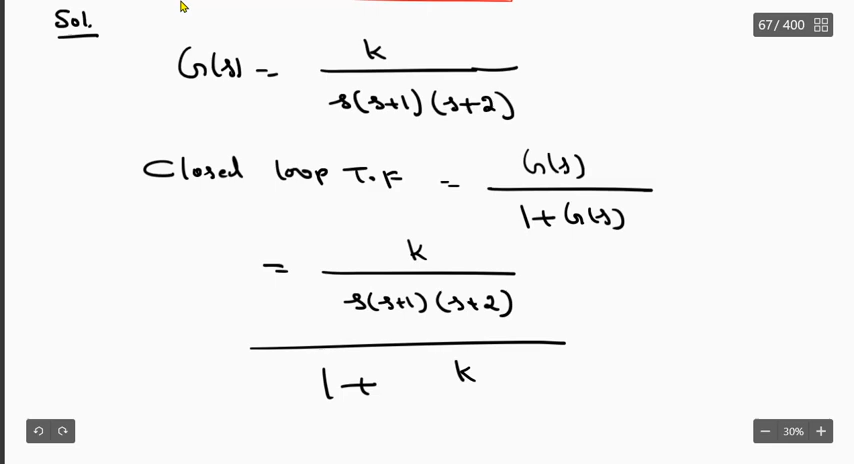 Sol.
67 / 400
G(s) = k
s(s+1)(s+2)
Closed loop T.F = G(s)
1+G(s)
= k
s(s+1)(s+2)
1+ k
30%